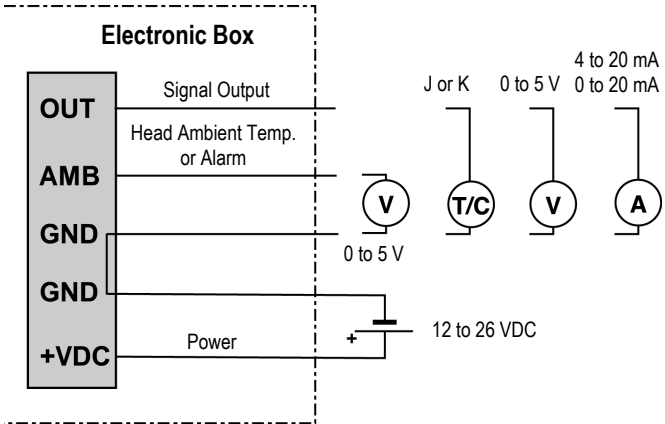 Electronic Box
4 to 20 mA
J or K 0 to 5 V 0 to 20 mA
OUT Signal Output
Head Ambient Temp.
or Alarm
AMB
V T/C V A
GND
0 to 5 V
GND
+ 12 to 26 VDC
+VDC Power